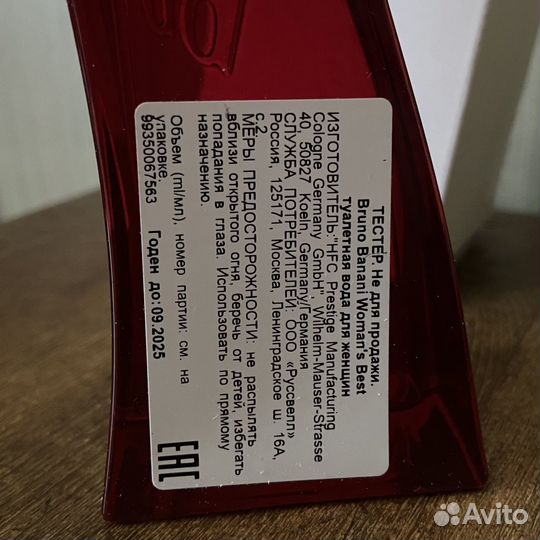 ТЕСТЕР. Не для продажи.
Bruno Banani Woman's Best
туалетная вода для женщин
ИЗГОТОВИТЕЛЬ:"HFC Prestige Manufacturing
Cologne Germany GmbH", Wilhelm-Mauser-Strasse
40, 50827 Koeln, Germany/Германия
СЛУЖБА ПОТРЕБИТЕЛЕЙ: ООО «Руссвелл»
Россия, 125171, Москва, Ленинградское ш. 16А,
с.2.
МЕРЫ ПРЕДОСТОРОЖНОСТИ: не распылять
вблизи открытого огня, беречь от детей, избегать
попадания в глаза. Использовать по прямому
назначению.
Объем (ml/мл), номер партии: см. на
упаковке.
99350067563 Годен до: 09.2025
EAC
Avito